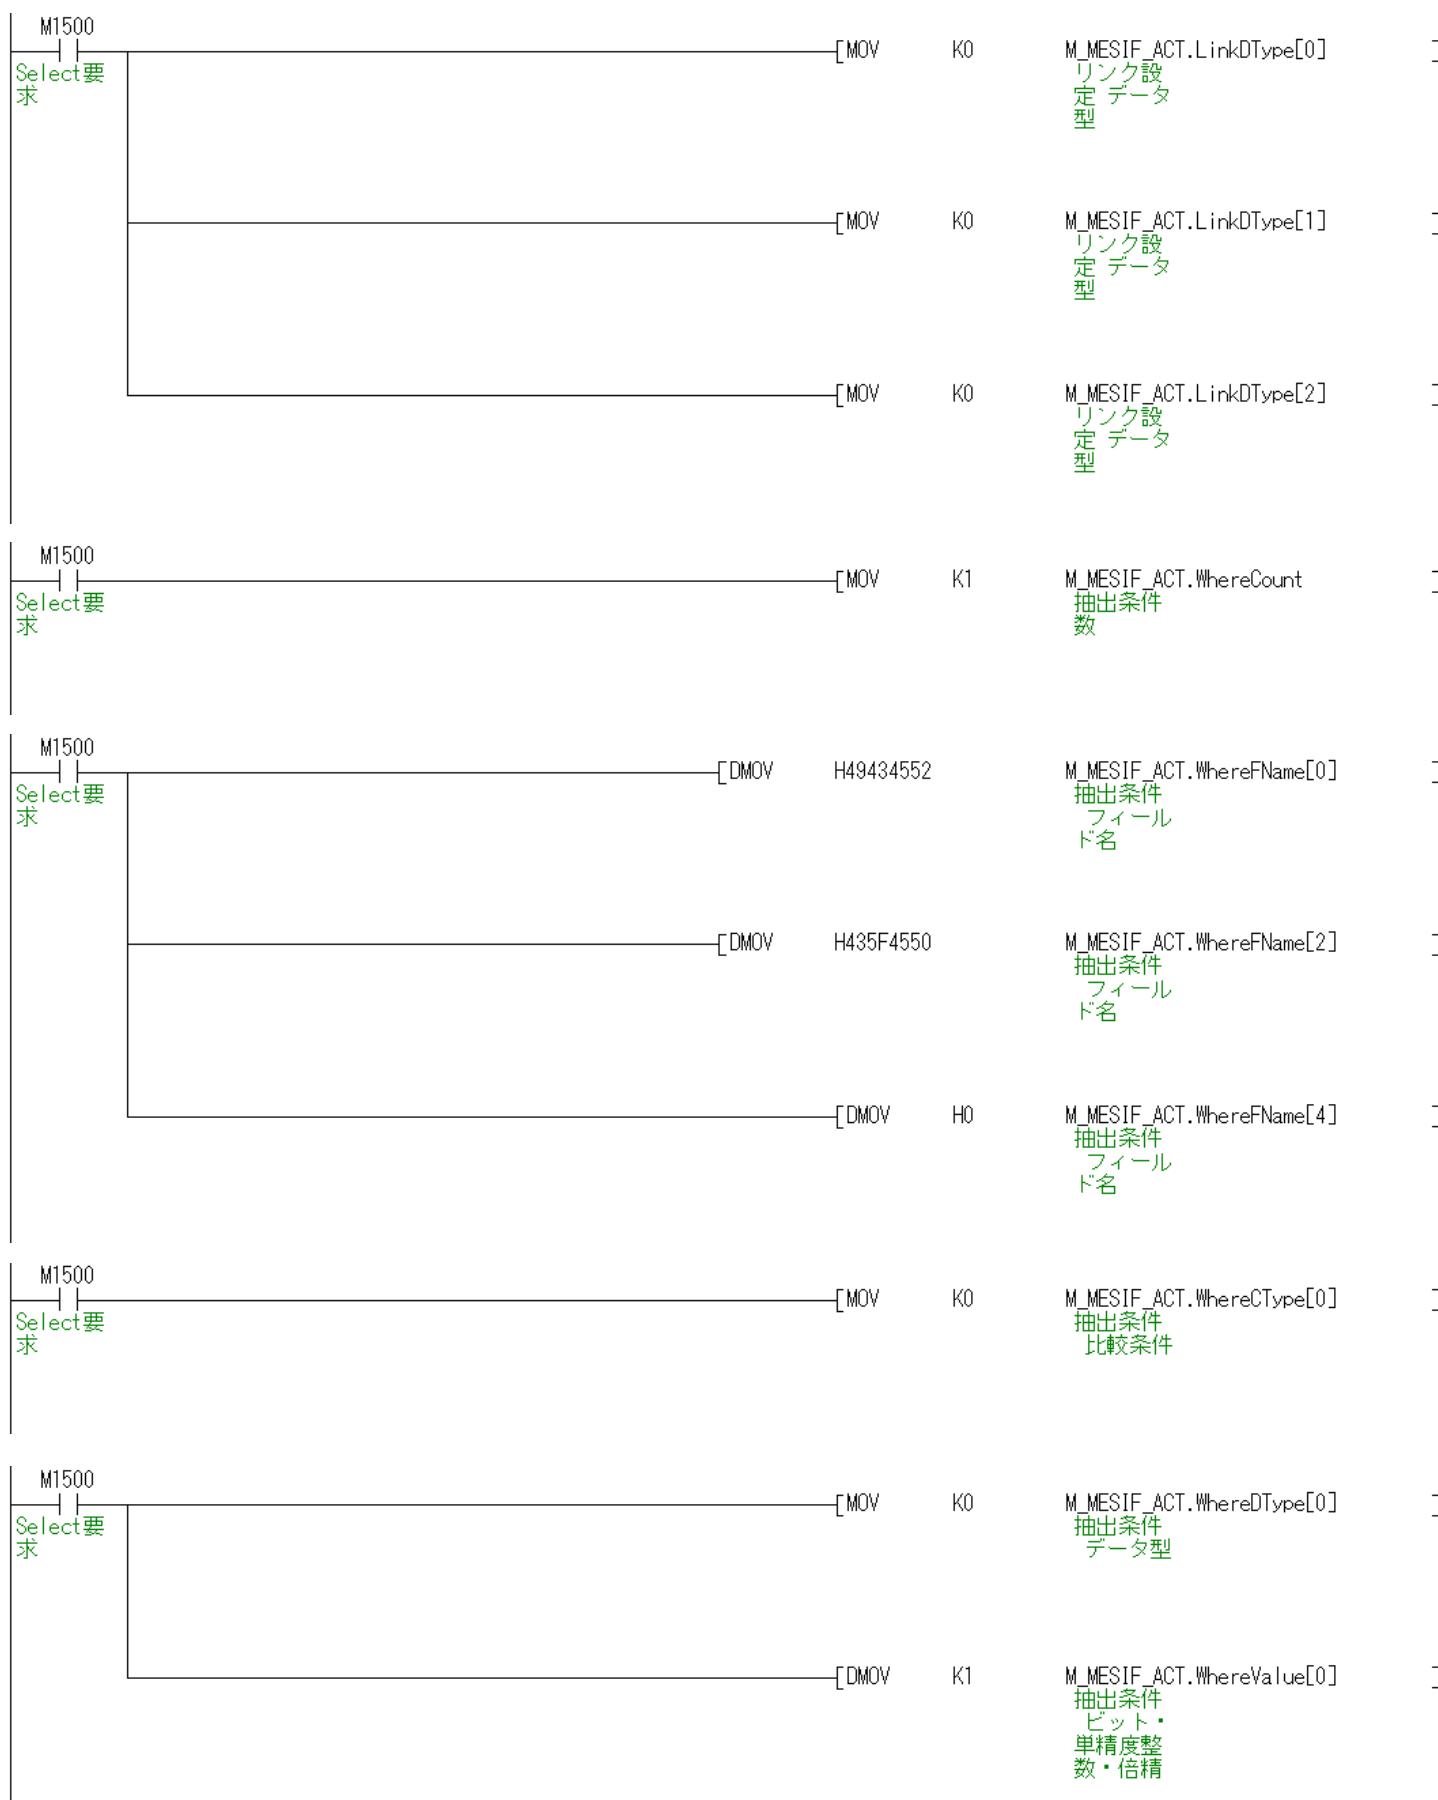 M1500
[MOV K0 M_MESIF_ACT.LinkDType[0] ]
Select要
求
リンク設
定 データ
型
[MOV K0 M_MESIF_ACT.LinkDType[1] ]
リンク設
定 データ
型
[MOV K0 M_MESIF_ACT.LinkDType[2] ]
リンク設
定 データ
型
M1500
[MOV K1 M_MESIF_ACT.WhereCount ]
Select要
求
抽出条件
数
M1500
[DMOV H49434552 M_MESIF_ACT.WhereFName[0] ]
Select要
求
抽出条件
フィール
ド名
[DMOV H435F4550 M_MESIF_ACT.WhereFName[2] ]
抽出条件
フィール
ド名
[DMOV H0 M_MESIF_ACT.WhereFName[4] ]
抽出条件
フィール
ド名
M1500
[MOV K0 M_MESIF_ACT.WhereCType[0] ]
Select要
求
抽出条件
比較条件
M1500
[MOV K0 M_MESIF_ACT.WhereDType[0] ]
Select要
求
抽出条件
データ型
[DMOV K1 M_MESIF_ACT.WhereValue[0] ]
抽出条件
ビット・
単精度整
数・倍精